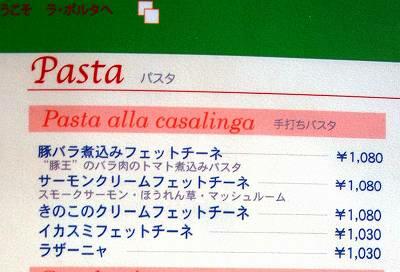 うこそ ラ・ポルタへ
Pasta パスタ
Pasta alla casalinga 手打ちパスタ
豚バラ煮込みフェットチーネ ¥1,080
"豚王"のバラ肉のトマト煮込みパスタ
サーモンクリームフェットチーネ ¥1,080
スモークサーモン・ほうれん草・マッシュルーム
きのこのクリームフェットチーネ ¥1,080
イカスミフェットチーネ ¥1,030
ラザーニャ ¥1,030